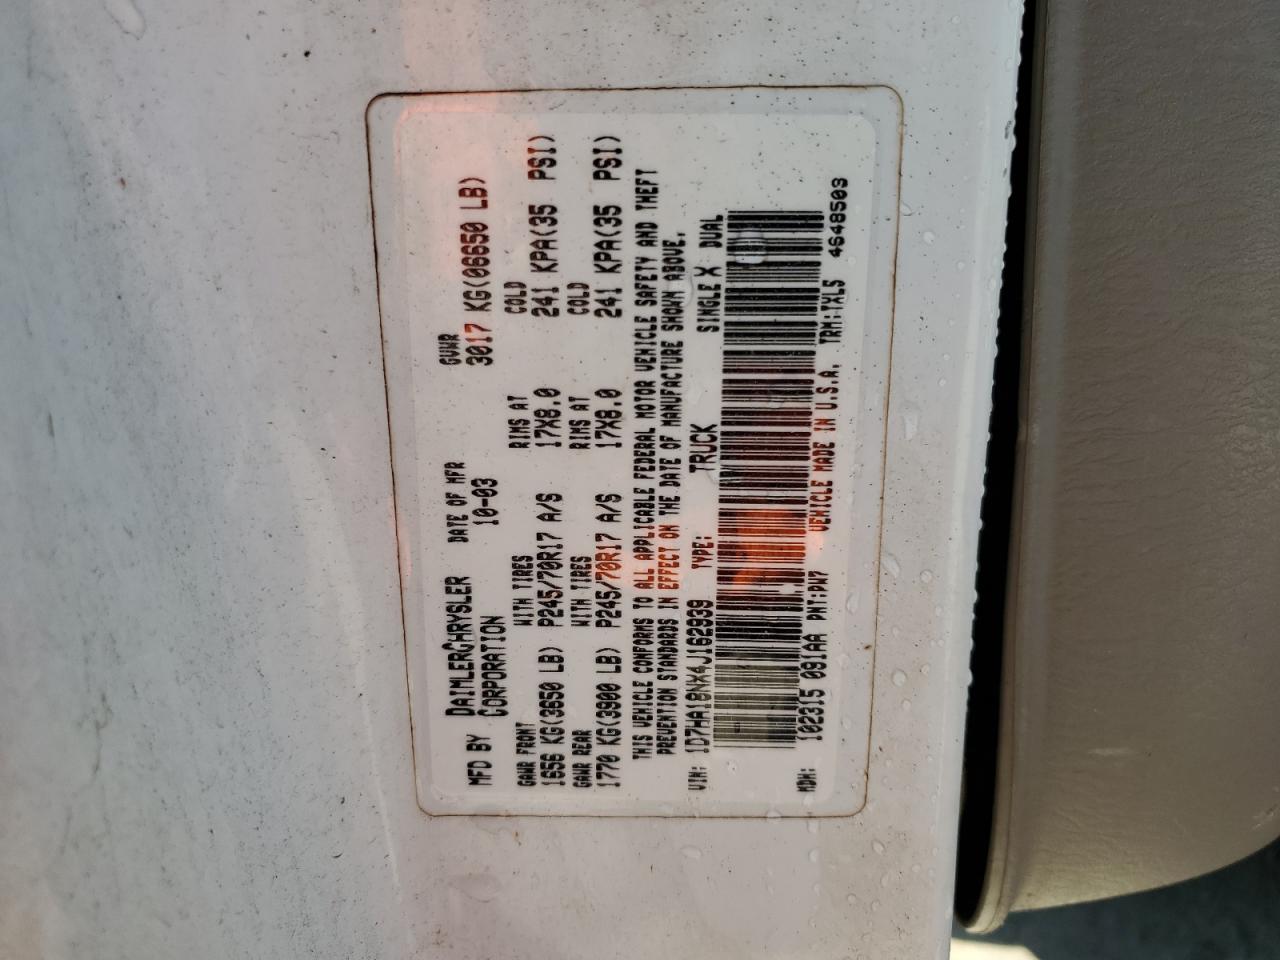 MFD BY DAIMLERCHRYSLER DATE OF MFR GVWR
CORPORATION 10-03 3017 KG(06650 LB)
GAWR FRONT WITH TIRES RIMS AT COLD
1656 KG(3650 LB) P245/70R17 A/S 17X8.0 241 KPA(35 PSI)
GAWR REAR WITH TIRES RIMS AT COLD
1770 KG(3900 LB) P245/70R17 A/S 17X8.0 241 KPA(35 PSI)
THIS VEHICLE CONFORMS TO ALL APPLICABLE FEDERAL MOTOR VEHICLE SAFETY AND THEFT
PREVENTION STANDARDS IN EFFECT ON THE DATE OF MANUFACTURE SHOWN ABOVE.
VIN: 1D7HA18NX4J162939 TYPE: TRUCK SINGLE X DUAL
MDH: 102315 091AA PNT:PW7 VEHICLE MADE IN U.S.A. TRM:TXL5 4648503